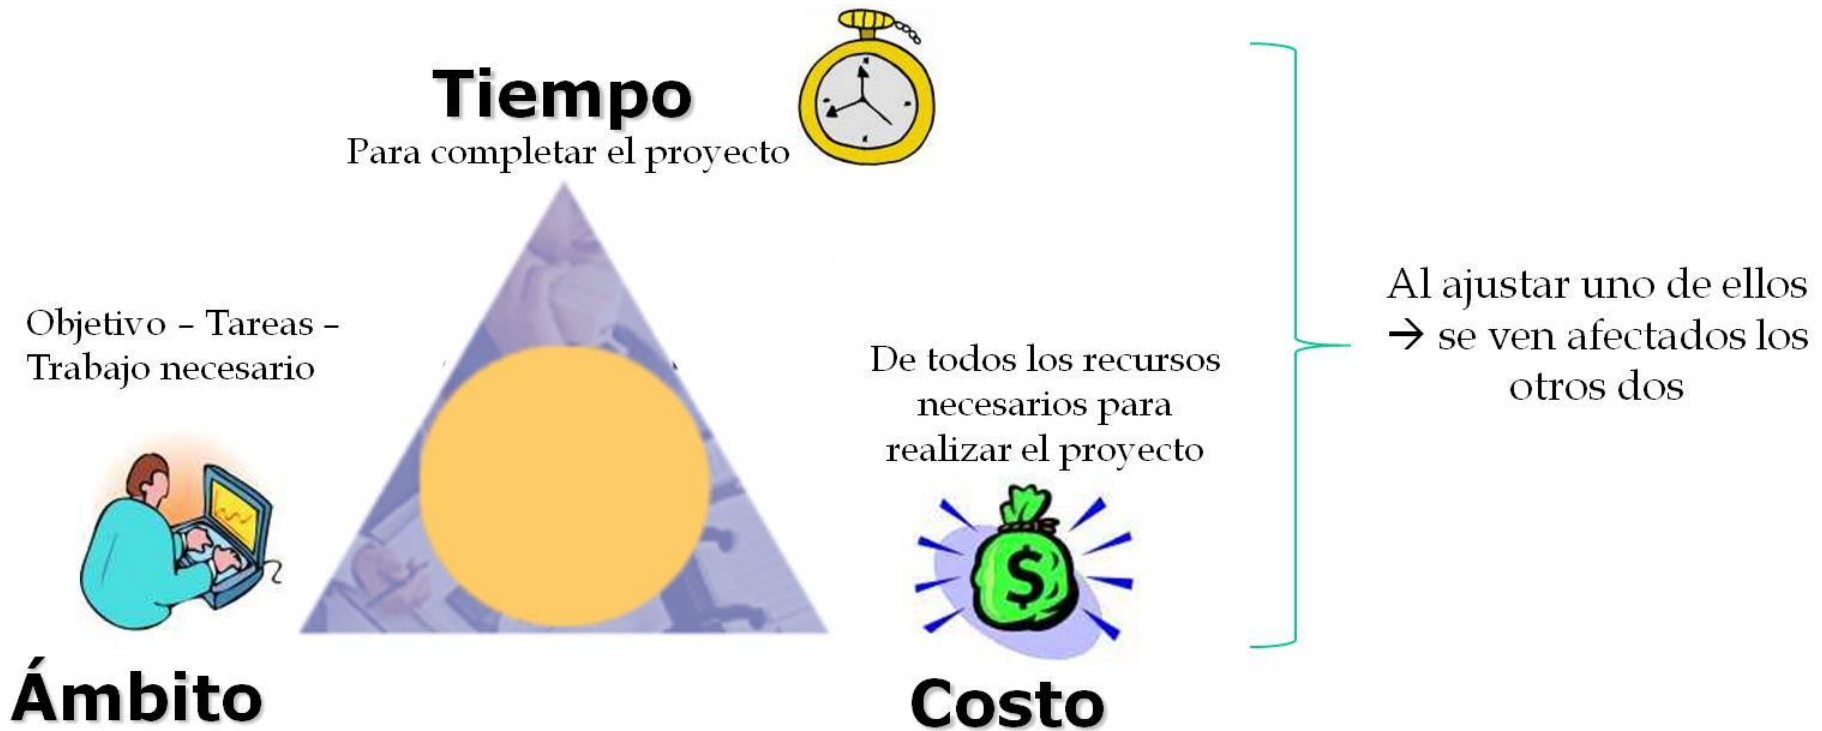 Tiempo
Para completar el proyecto
Objetivo – Tareas –
Trabajo necesario
Ámbito
De todos los recursos
necesarios para
realizar el proyecto
$
Costo
Al ajustar uno de ellos
→ se ven afectados los
otros dos